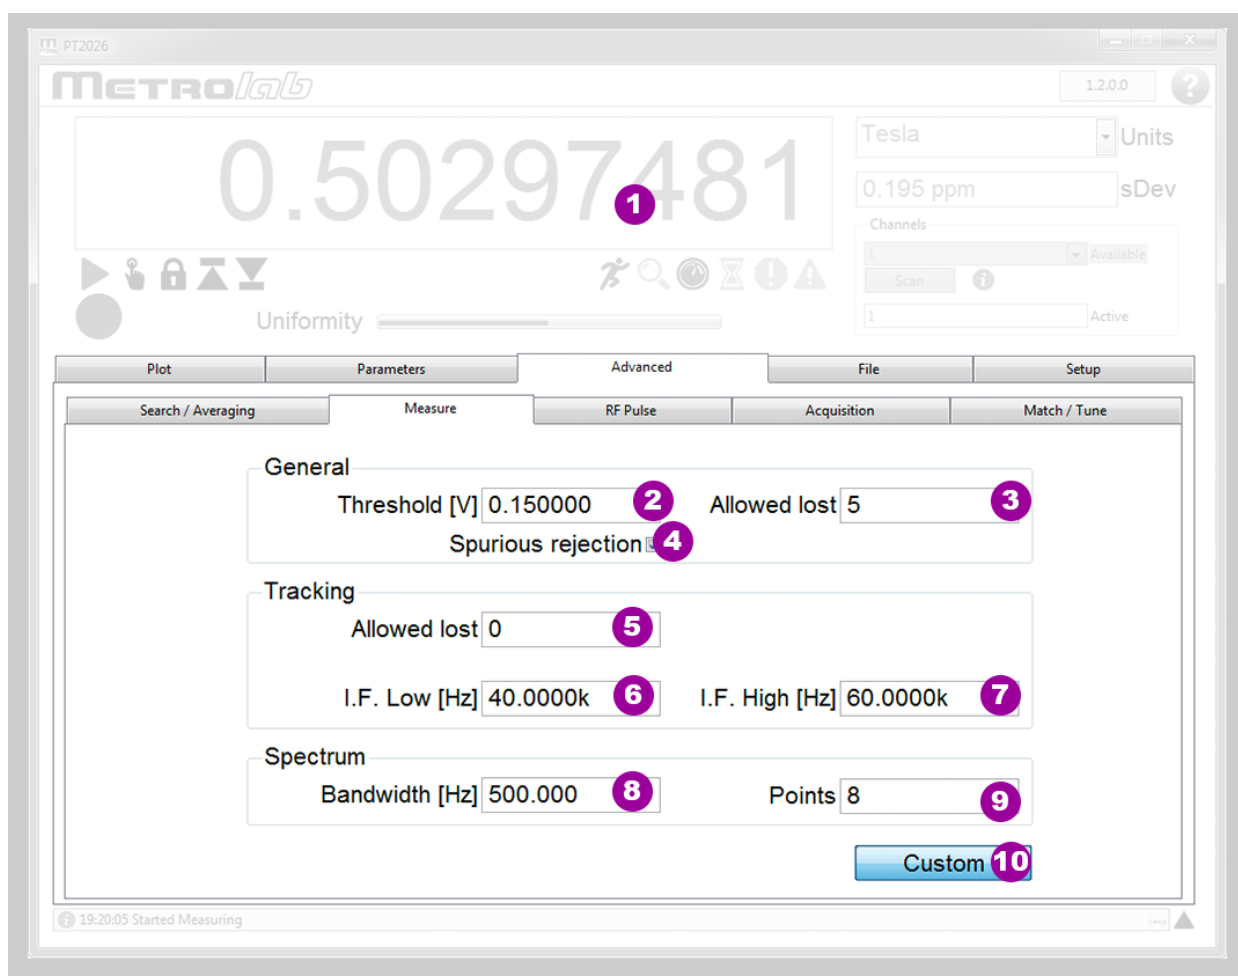 PT2026
METROlab
1.2.0.0
?
0.50297481
1
Tesla
Units
0.195 ppm
sDev
Channels
1
Available
Scan
i
1
Active
Uniformity
Plot
Parameters
Advanced
File
Setup
Search / Averaging
Measure
RF Pulse
Acquisition
Match / Tune
General
Threshold [V] 0.150000 2
Allowed lost 5 3
Spurious rejection 4
Tracking
Allowed lost 0 5
I.F. Low [Hz] 40.0000k 6
I.F. High [Hz] 60.0000k 7
Spectrum
Bandwidth [Hz] 500.000 8
Points 8 9
Custom 10
19:20:05 Started Measuring